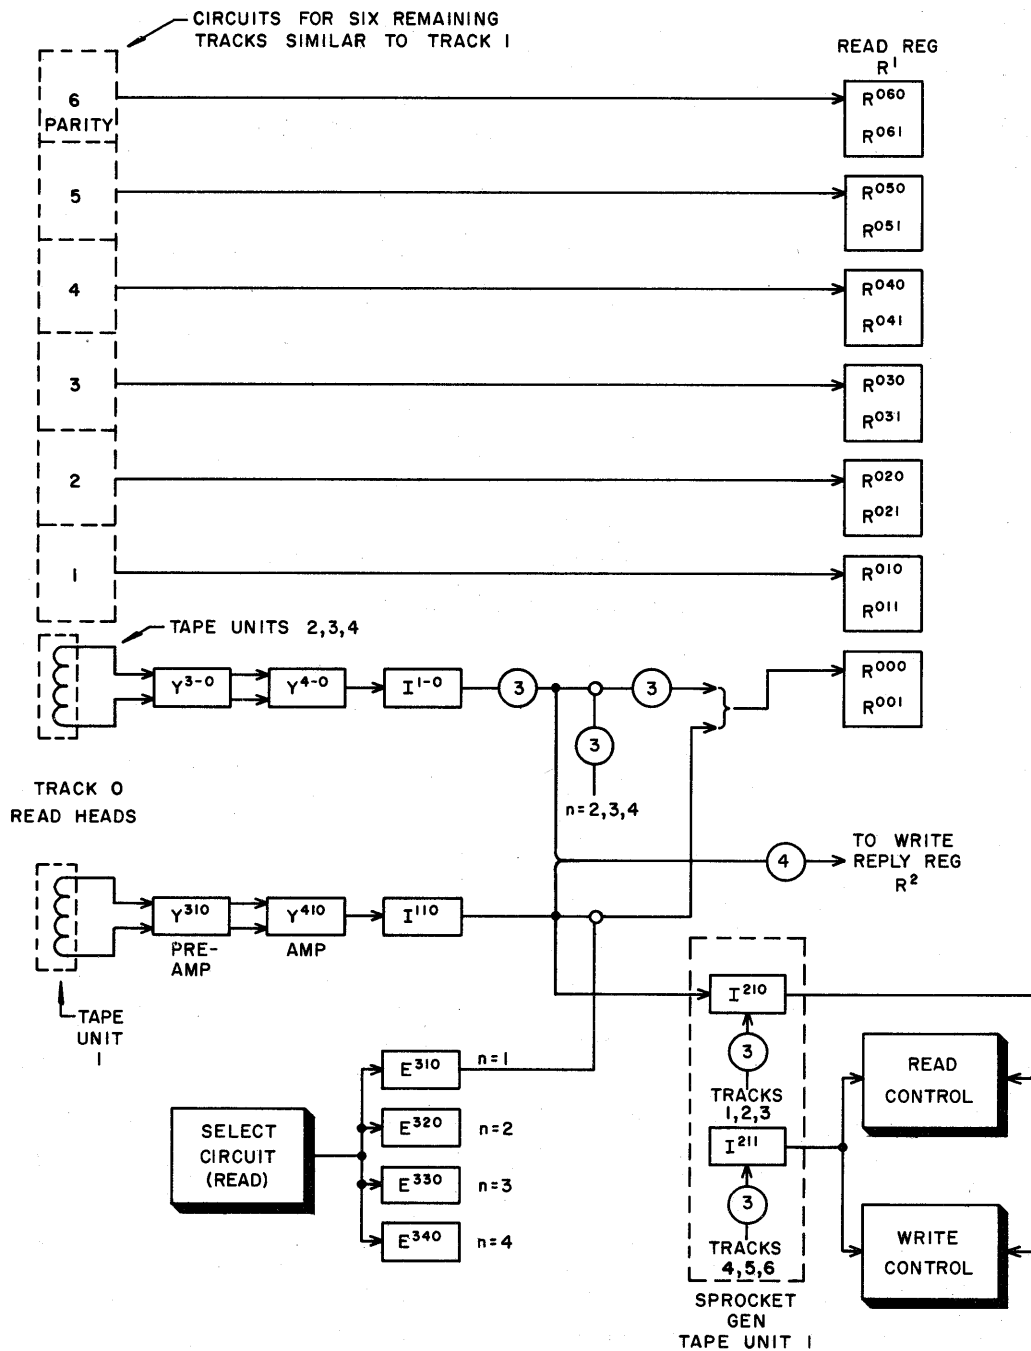 CIRCUITS FOR SIX REMAINING
TRACKS SIMILAR TO TRACK 1
READ REG
R¹
6
PARITY
R⁰⁶⁰
R⁰⁶¹
5
R⁰⁵⁰
R⁰⁵¹
4
R⁰⁴⁰
R⁰⁴¹
3
R⁰³⁰
R⁰³¹
2
R⁰²⁰
R⁰²¹
1
R⁰¹⁰
R⁰¹¹
TAPE UNITS 2,3,4
Y³⁻⁰
Y⁴⁻⁰
I¹⁻⁰
3
3
R⁰⁰⁰
R⁰⁰¹
3
n=2,3,4
TRACK 0
READ HEADS
4
TO WRITE
REPLY REG
R²
Y³¹⁰
PRE-
AMP
Y⁴¹⁰
AMP
I¹¹⁰
TAPE
UNIT
1
I²¹⁰
3
TRACKS
1,2,3
I²¹¹
3
TRACKS
4,5,6
SPROCKET
GEN
TAPE UNIT 1
READ
CONTROL
WRITE
CONTROL
SELECT
CIRCUIT
(READ)
E³¹⁰
n=1
E³²⁰
n=2
E³³⁰
n=3
E³⁴⁰
n=4